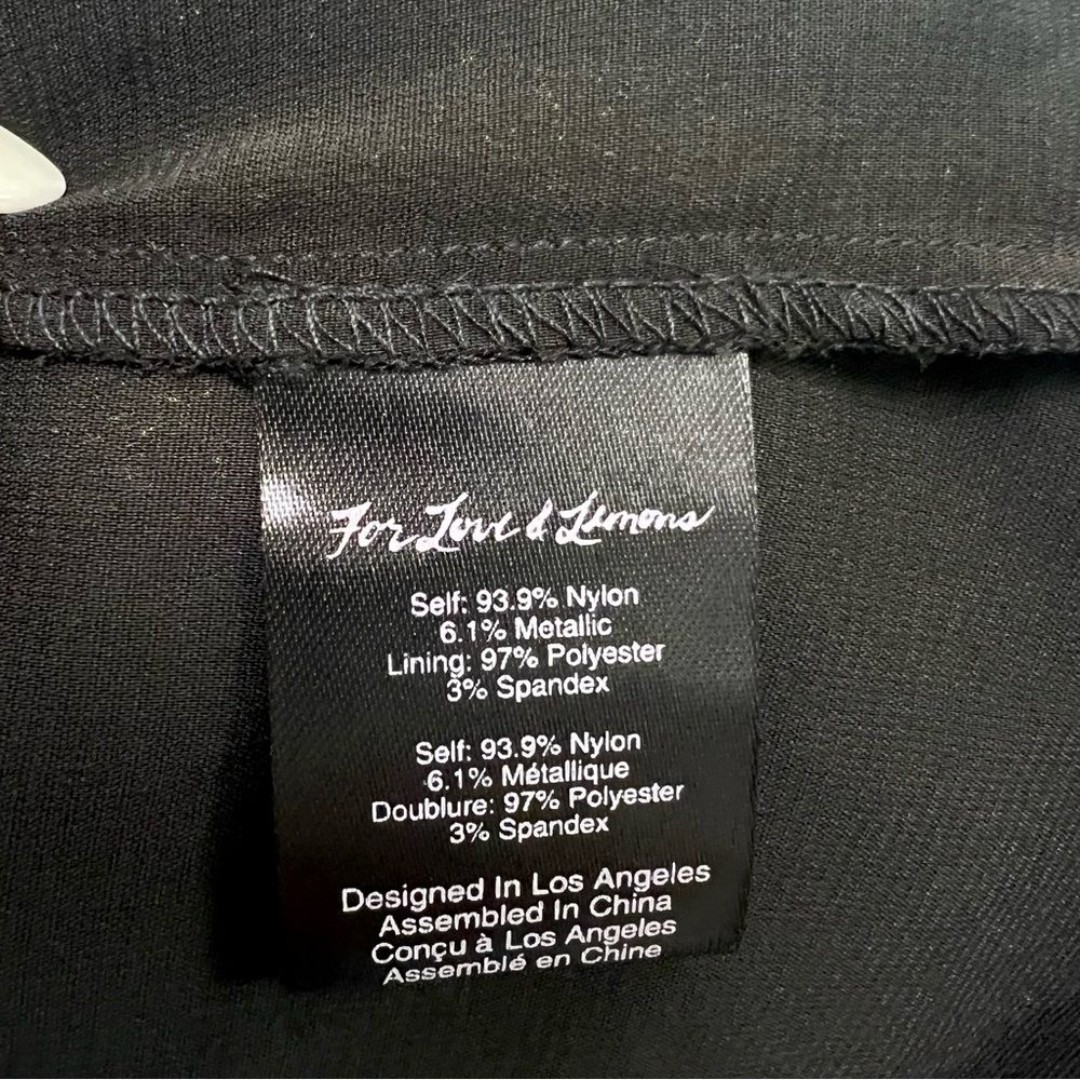 For Love & Lemons
Self: 93.9% Nylon
6.1% Metallic
Lining: 97% Polyester
3% Spandex
Self: 93.9% Nylon
6.1% Métallique
Doublure: 97% Polyester
3% Spandex
Designed In Los Angeles
Assembled In China
Conçu à Los Angeles
Assemblé en Chine